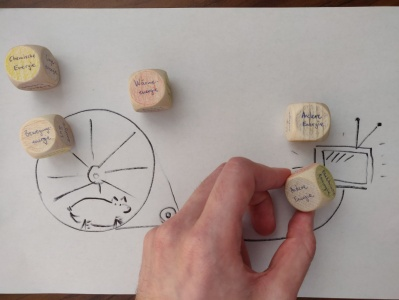 Chemische
Energie
Wärme-
energie
Bewegungs-
energie
Andere
Energie
Andere
Energie